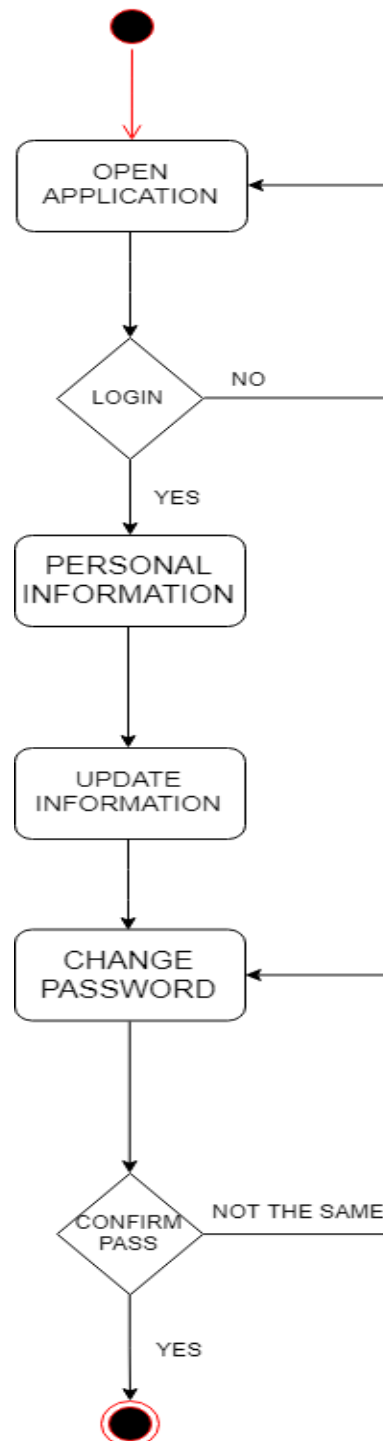 OPEN
APPLICATION
LOGIN
NO
YES
PERSONAL
INFORMATION
UPDATE
INFORMATION
CHANGE
PASSWORD
CONFIRM
PASS
NOT THE SAME
YES